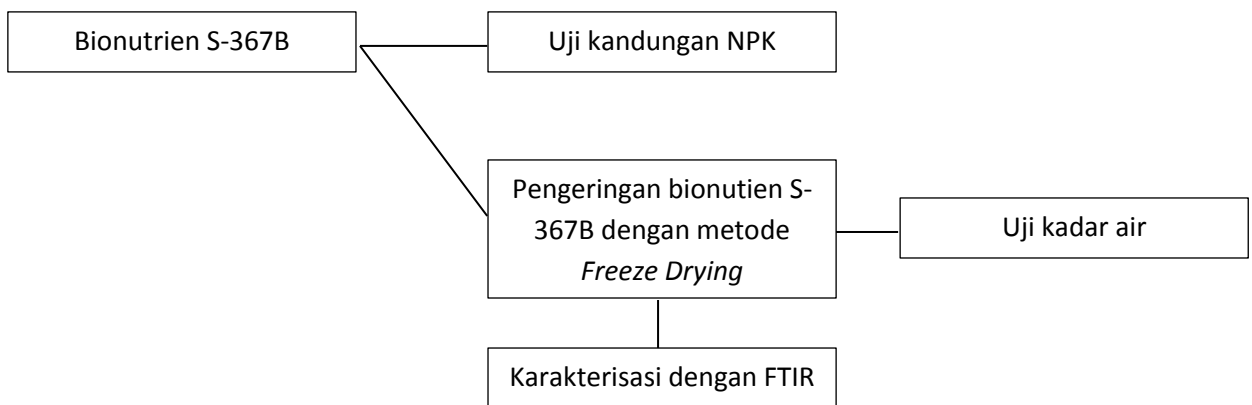 Bionutrien S-367B
Uji kandungan NPK
Pengeringan bionutien S-
367B dengan metode
Freeze Drying
Uji kadar air
Karakterisasi dengan FTIR